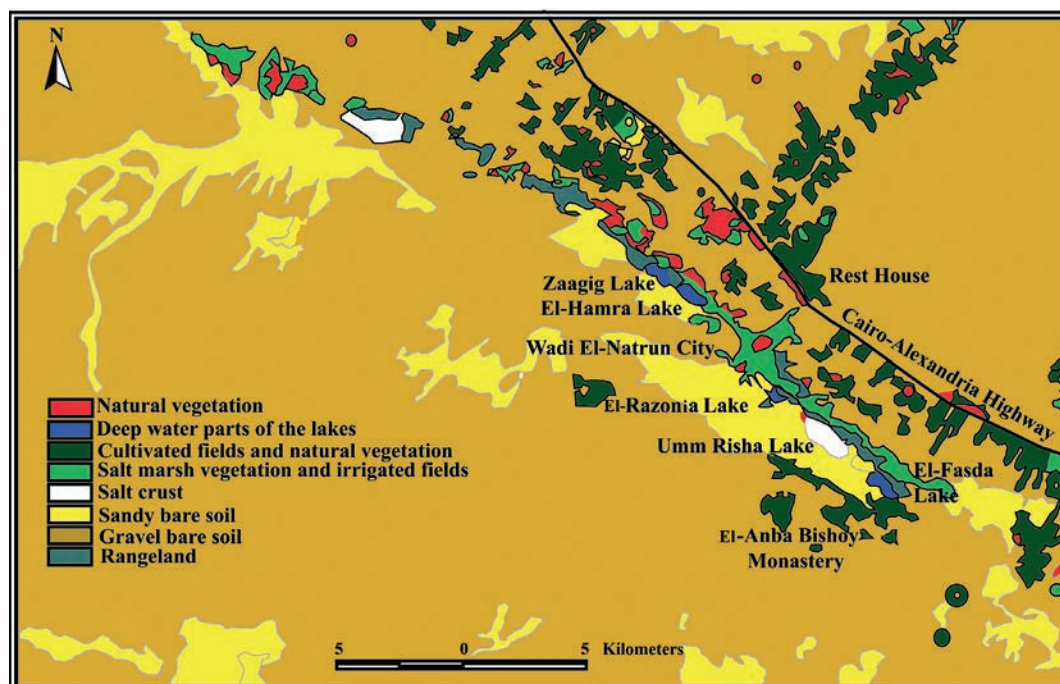 N
Zaagig Lake
El-Hamra Lake
Rest House
Wadi El-Natrun City
Cairo-Alexandria Highway
El-Razonia Lake
Umm Risha Lake
El-Fasda
Lake
El-Anba Bishoy
Monastery
Natural vegetation
Deep water parts of the lakes
Cultivated fields and natural vegetation
Salt marsh vegetation and irrigated fields
Salt crust
Sandy bare soil
Gravel bare soil
Rangeland
5 0 5 Kilometers